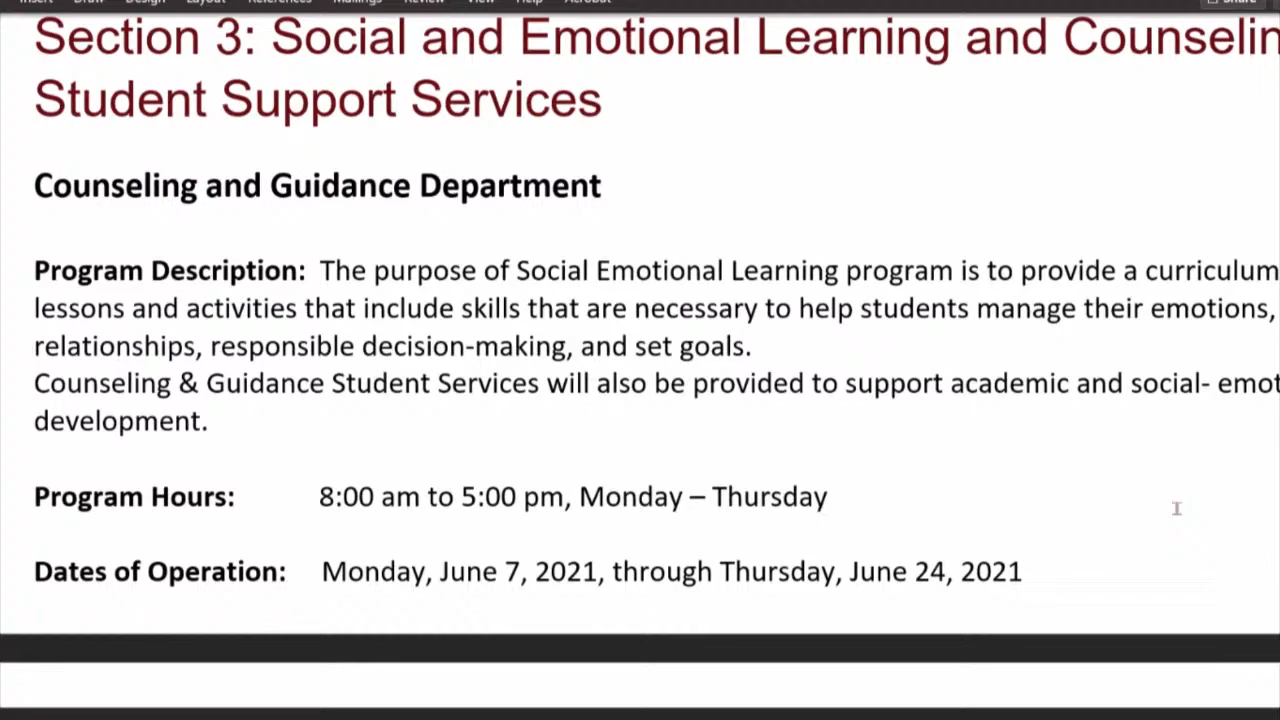 Section 3: Social and Emotional Learning and
Student Support Services
Counseling and Guidance Department
Program Description: The purpose of Social Emotional Learning program is to provide a curriculum
lessons and activities that include skills that are necessary to help students manage their emotions,
relationships, responsible decision-making, and set goals.
Counseling & Guidance Student Services will also be provided to support academic and social-
development.
Program Hours: 8:00 am to 5:00 pm, Monday – Thursday
Dates of Operation: Monday, June 7, 2021, through Thursday, June 24, 2021